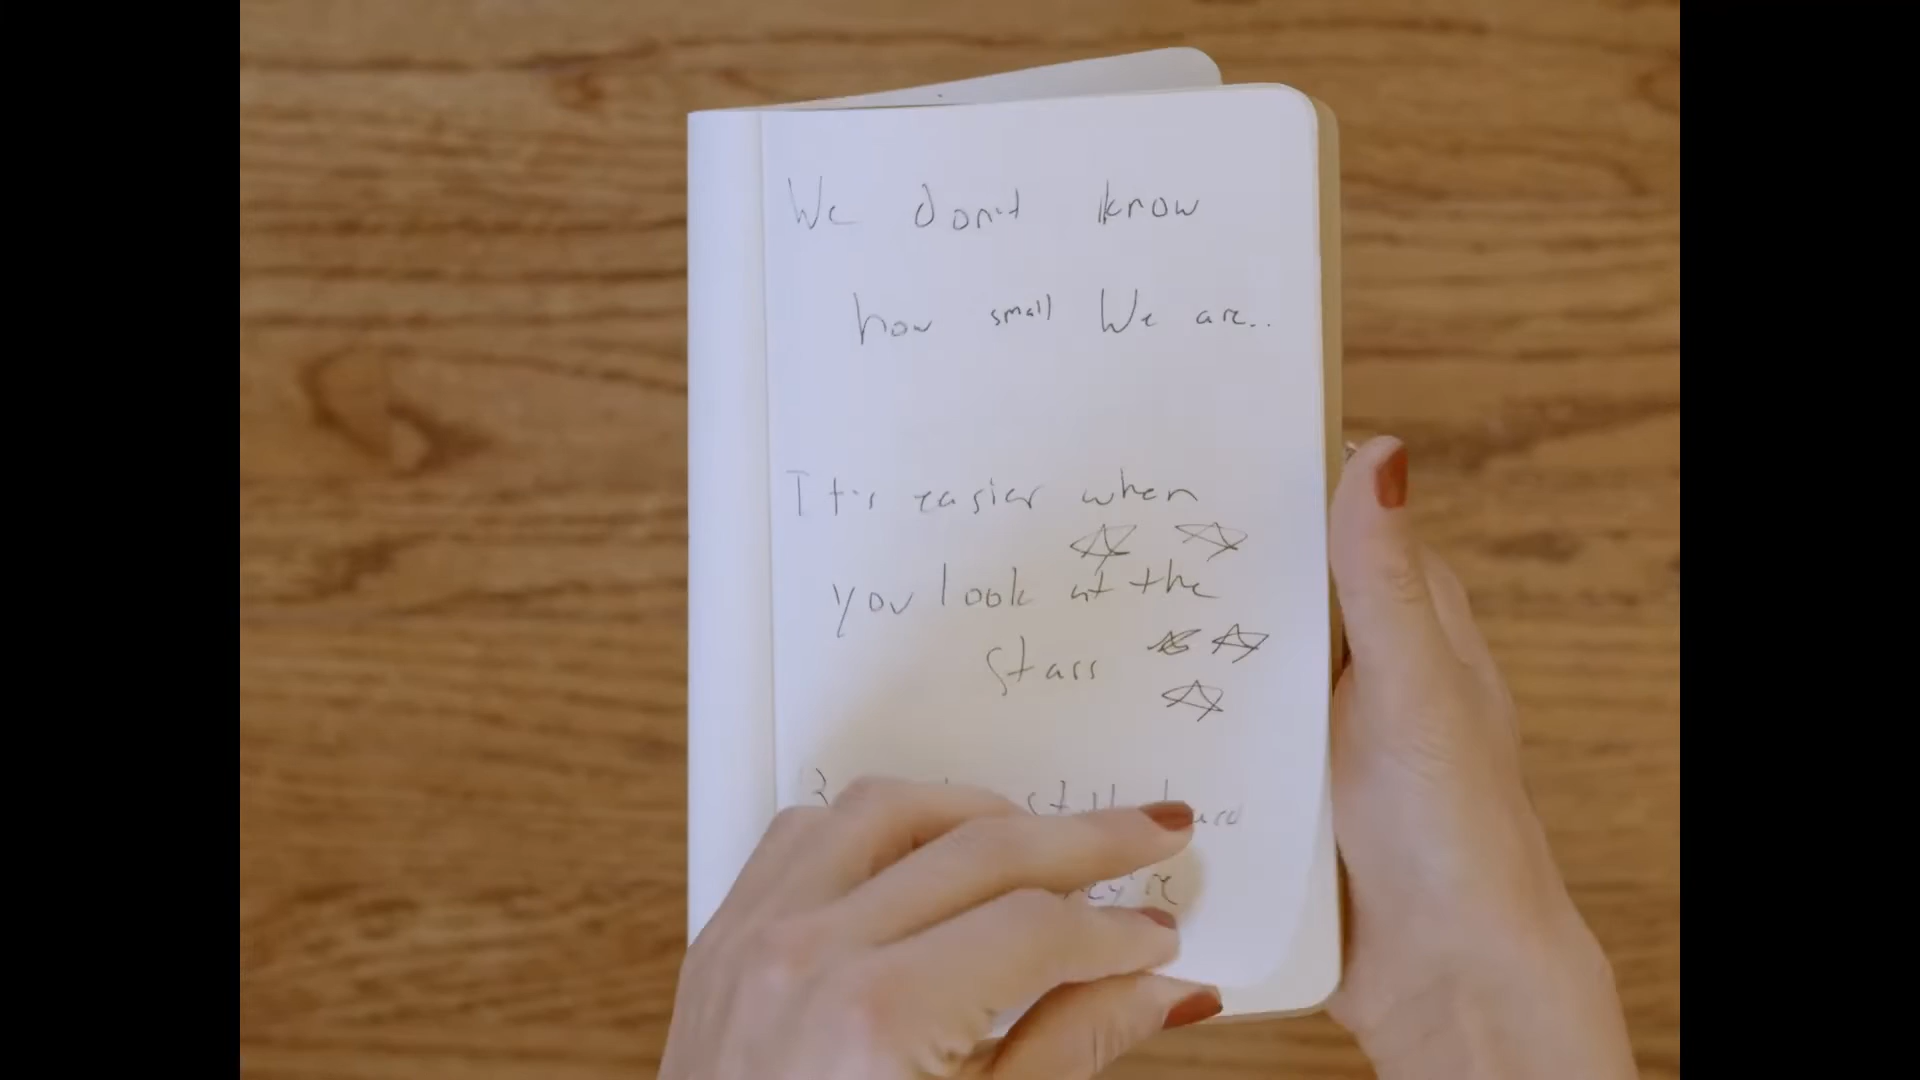 We don't know
how small We are..
It's easier when
you look at the
stars